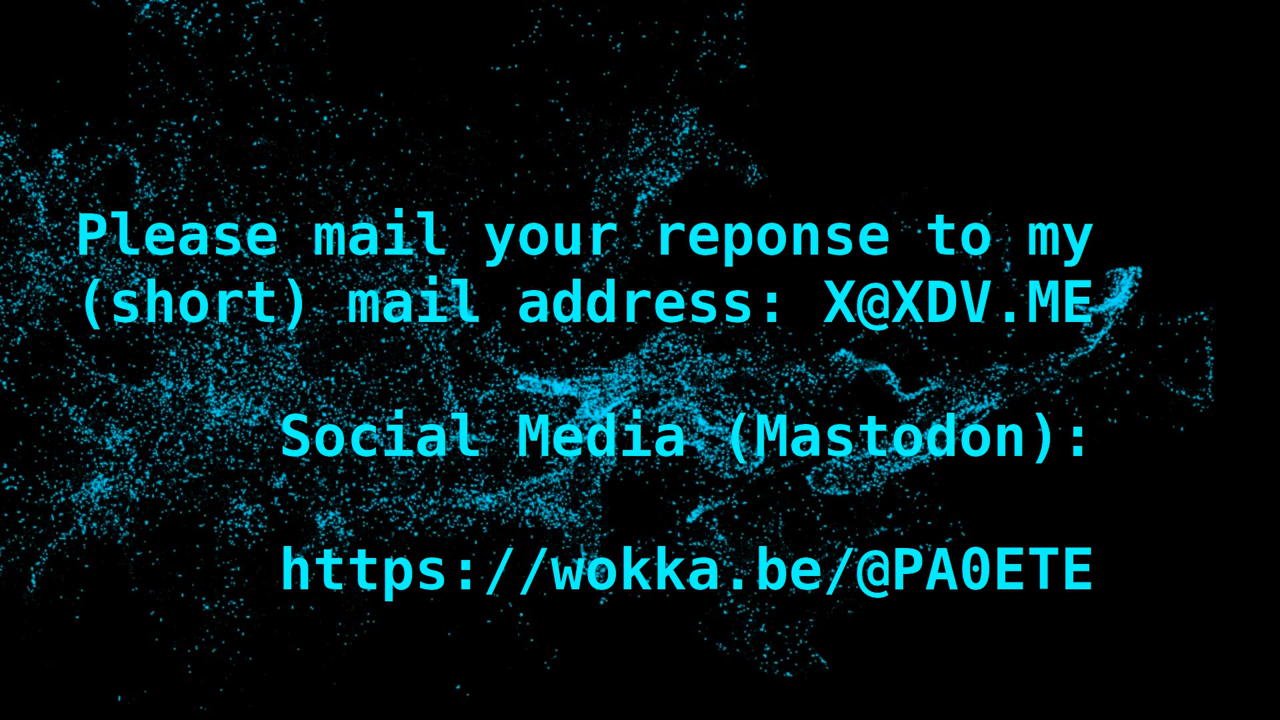 Please mail your reponse to my
(short) mail address: X@XDV.ME
Social Media (Mastodon):
https://wokka.be/@PA0ETE